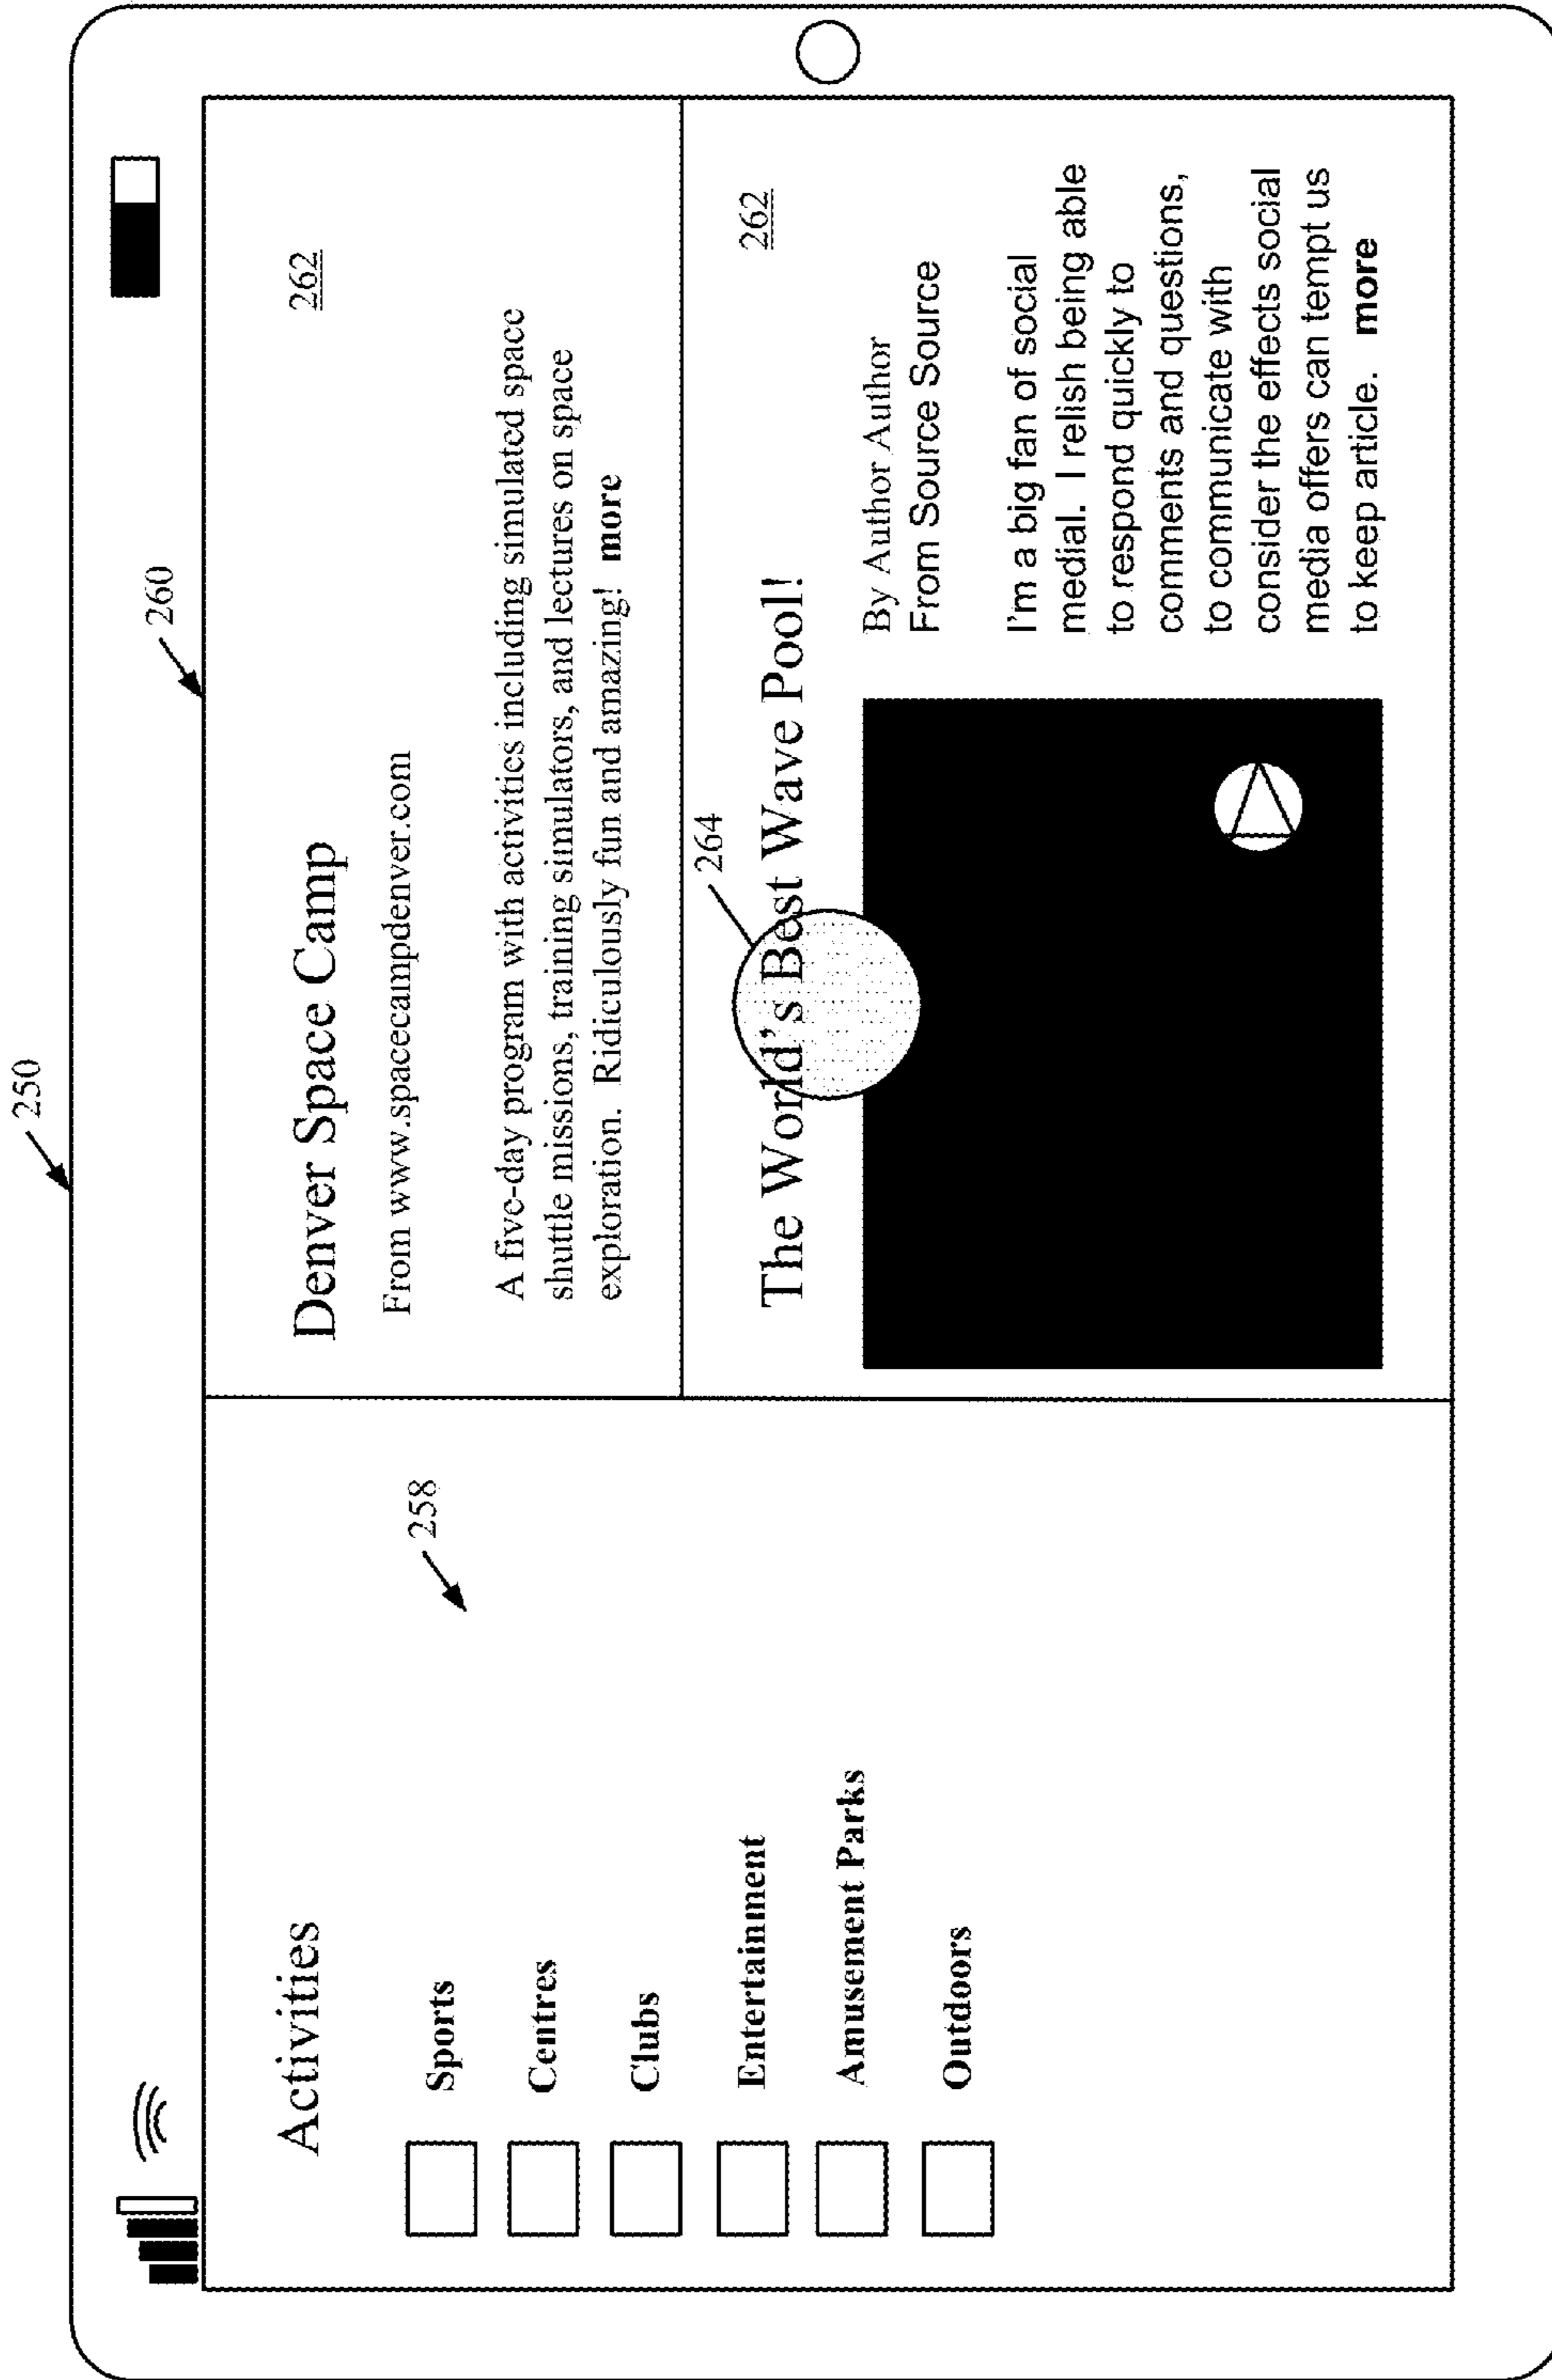 250
260
Activities
258
Sports
Centres
Clubs
Entertainment
Amusement Parks
Outdoors
Denver Space Camp
262
From www.spacecampdenver.com
A five-day program with activities including simulated space
shuttle missions, training simulators, and lectures on space
exploration. Ridiculously fun and amazing! more
264
262
The World's Best Wave Pool!
By Author Author
From Source Source
I'm a big fan of social
medial. I relish being able
to respond quickly to
comments and questions,
to communicate with
consider the effects social
media offers can tempt us
to keep article. more